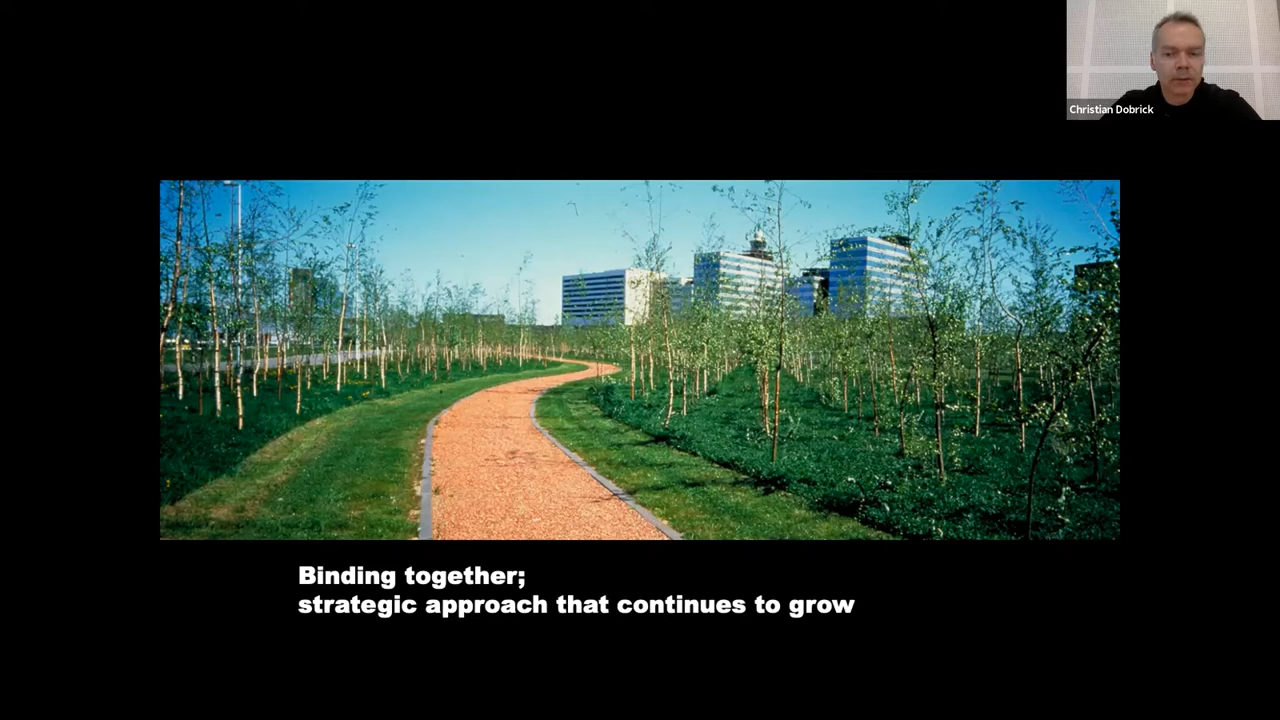 Christian Dobrick
Binding together;
strategic approach that continues to grow